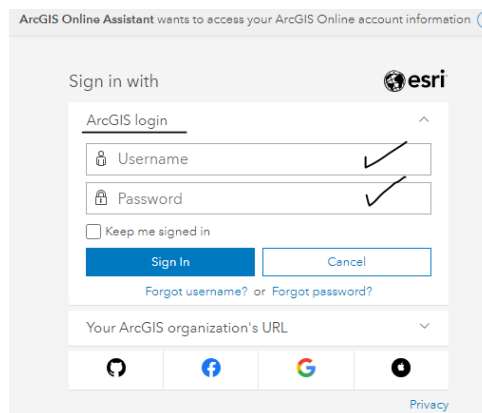 ArcGIS Online Assistant wants to access your ArcGIS Online account information
Sign in with
esri
ArcGIS login
Username
Password
Keep me signed in
Sign In
Cancel
Forgot username? or Forgot password?
Your ArcGIS organization's URL
Privacy